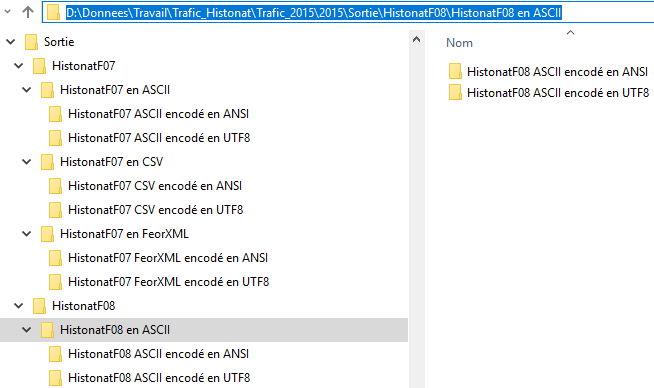 D:\Donnees\Travail\Trafic_Histonat\Trafic_2015\2015\Sortie\HistonatF08\HistonatF08 en ASCII
Sortie
HistonatF07
HistonatF07 en ASCII
HistonatF07 ASCII encodé en ANSI
HistonatF07 ASCII encodé en UTF8
HistonatF07 en CSV
HistonatF07 CSV encodé en ANSI
HistonatF07 CSV encodé en UTF8
HistonatF07 en FeorXML
HistonatF07 FeorXML encodé en ANSI
HistonatF07 FeorXML encodé en UTF8
HistonatF08
HistonatF08 en ASCII
HistonatF08 ASCII encodé en ANSI
HistonatF08 ASCII encodé en UTF8
Nom
HistonatF08 ASCII encodé en ANSI
HistonatF08 ASCII encodé en UTF8